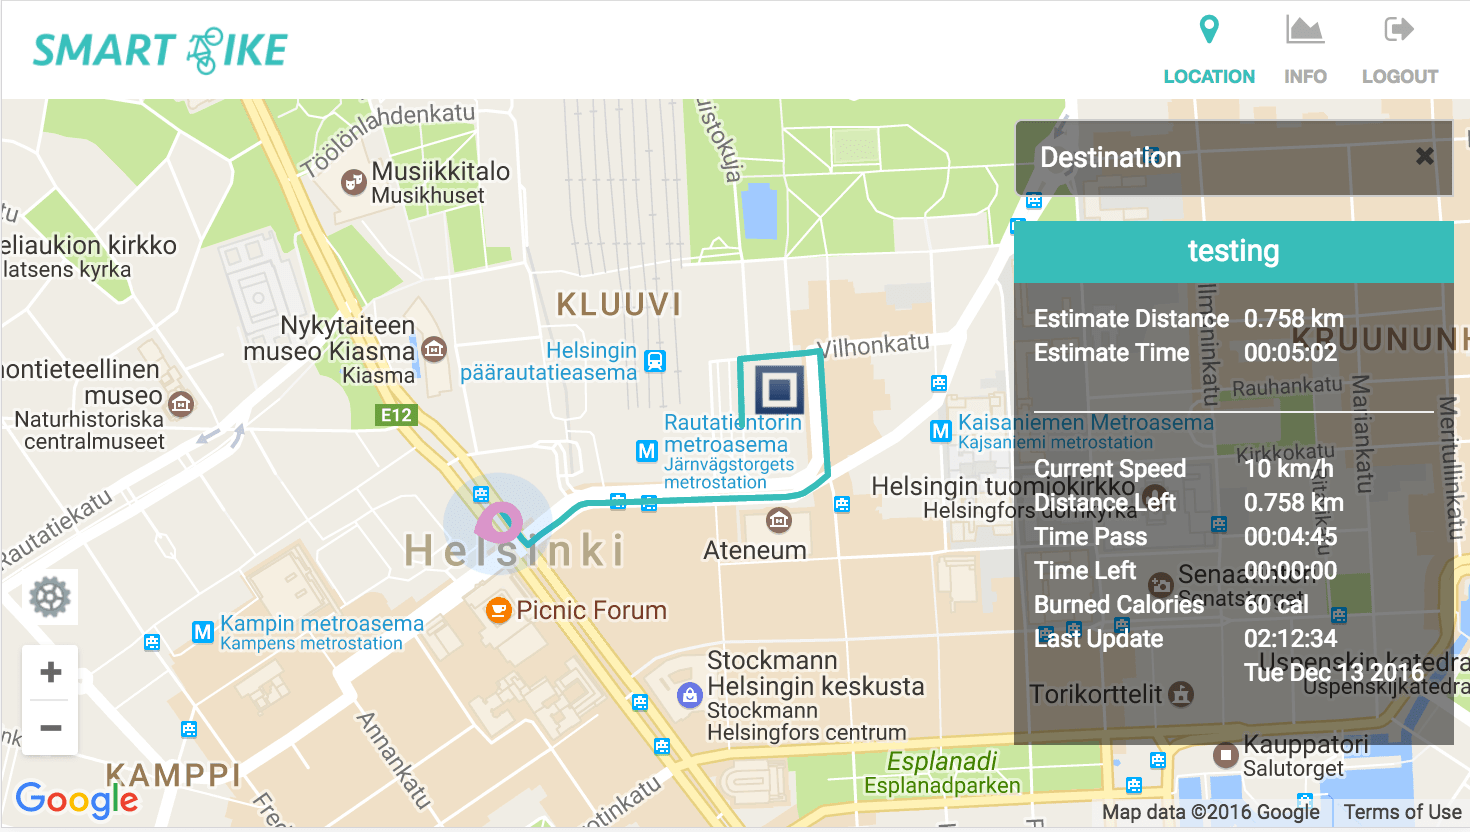 SMART BIKE
LOCATION
INFO
LOGOUT
Töölönlahdenkatu
Musiikkitalo
Musikhuset
uistokuja
tu
eliaukion kirkko
latsens kyrka
KLUUVI
Nykytaiteen
museo Kiasma
Kiasma
Helsingin
päärautatieasema
Vilhonkatu
ontieteellinen
museo
Naturhistoriska
centralmuseet
E12
Rautatientorin
metroasema
Järnvägstorgets
metrostation
M
M
Kaisaniemen Metroasema
Kajsaniemi metrostation
Rautatiekatu
Helsinki
Ateneum
Helsingin tuomiokirkko
Helsingfors domkyrka
Picnic Forum
M
Kampin metroasema
Kampens metrostation
Stockmann
Helsingin keskusta
Stockmann
Helsingfors centrum
Annankatu
KAMPPI
Esplanadi
Esplanadparken
otinkatu
Fred
Destination
✖
testing
Estimate Distance 0.758 km
Estimate Time 00:05:02
Current Speed 10 km/h
Distance Left 0.758 km
Time Pass 00:04:45
Time Left 00:00:00
Burned Calories 60 cal
Last Update 02:12:34
Tue Dec 13 2016
KRUUNUNH
Rauhankatu
Mariankatu
Meritullinkatu
Kirkkokatu
Senaatintori
Senatstorget
Uspenskin katedra
Uspenskijkatedra
Torikorttelit
Kauppatori
Salutorget
+
−
Google
Map data ©2016 Google
Terms of Use